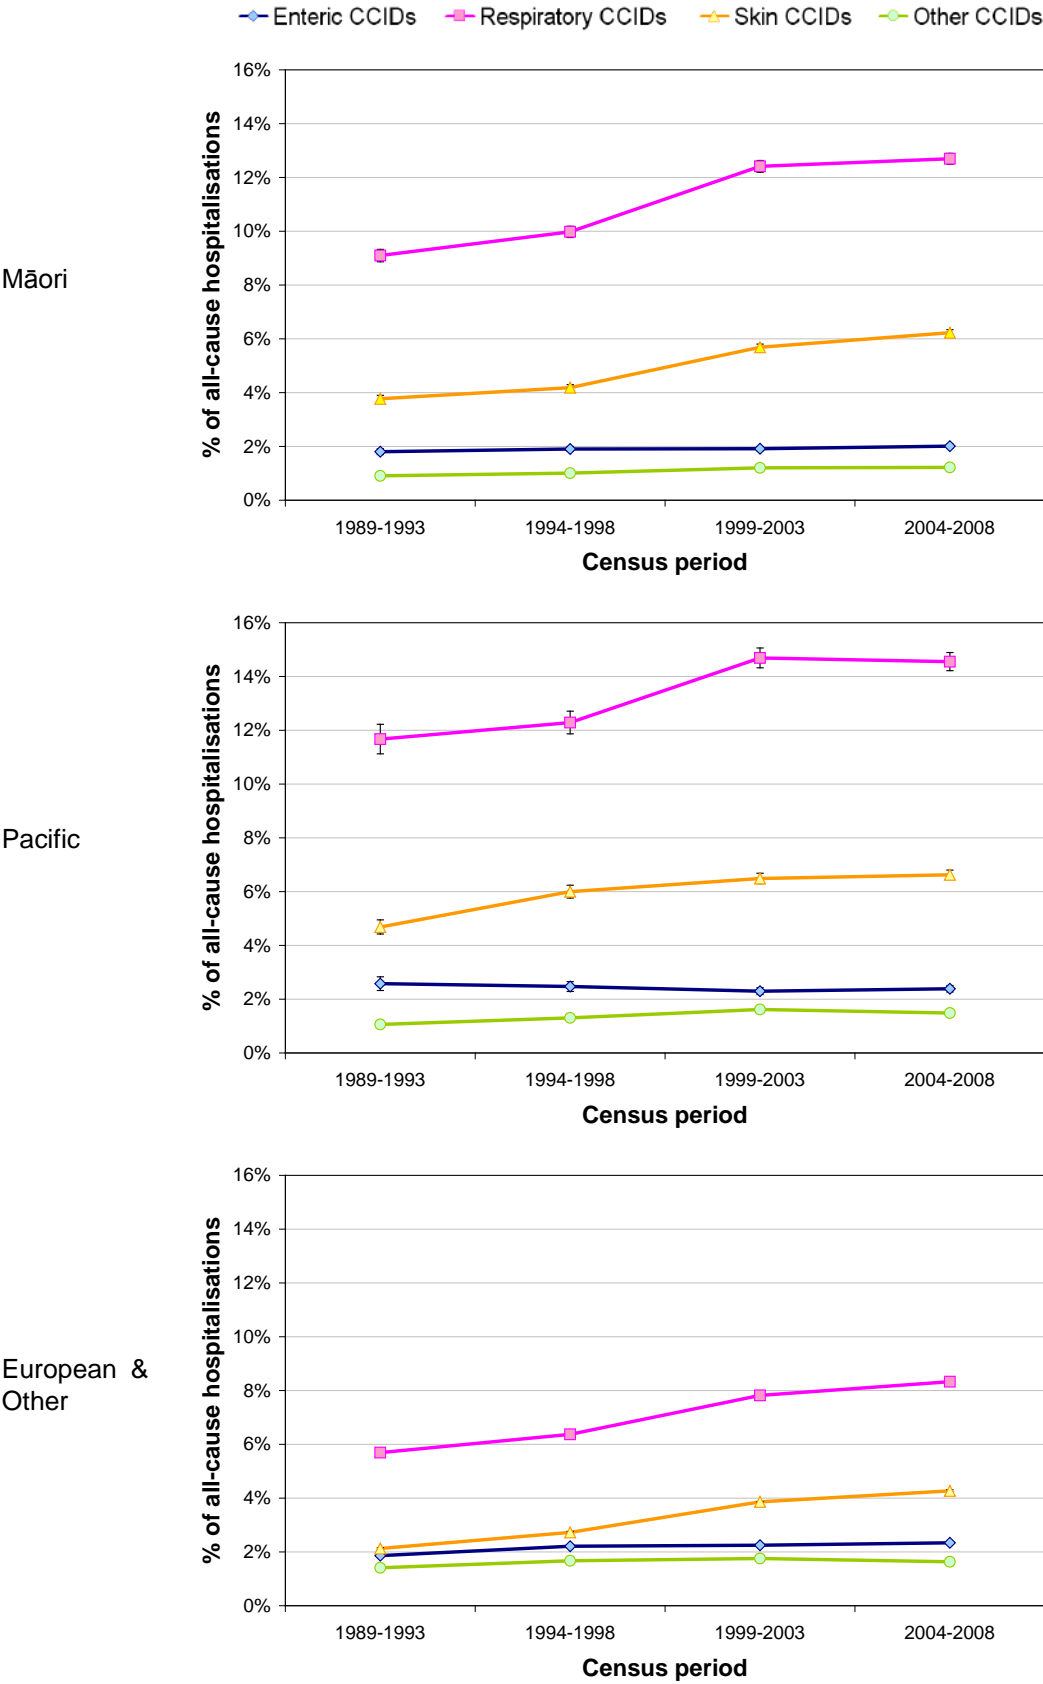 Enteric CCIDs Respiratory CCIDs Skin CCIDs Other CCIDs
Māori
% of all-cause hospitalisations
16%
14%
12%
10%
8%
6%
4%
2%
0%
1989-1993 1994-1998 1999-2003 2004-2008
Census period
Pacific
% of all-cause hospitalisations
16%
14%
12%
10%
8%
6%
4%
2%
0%
1989-1993 1994-1998 1999-2003 2004-2008
Census period
European & 
Other
% of all-cause hospitalisations
16%
14%
12%
10%
8%
6%
4%
2%
0%
1989-1993 1994-1998 1999-2003 2004-2008
Census period